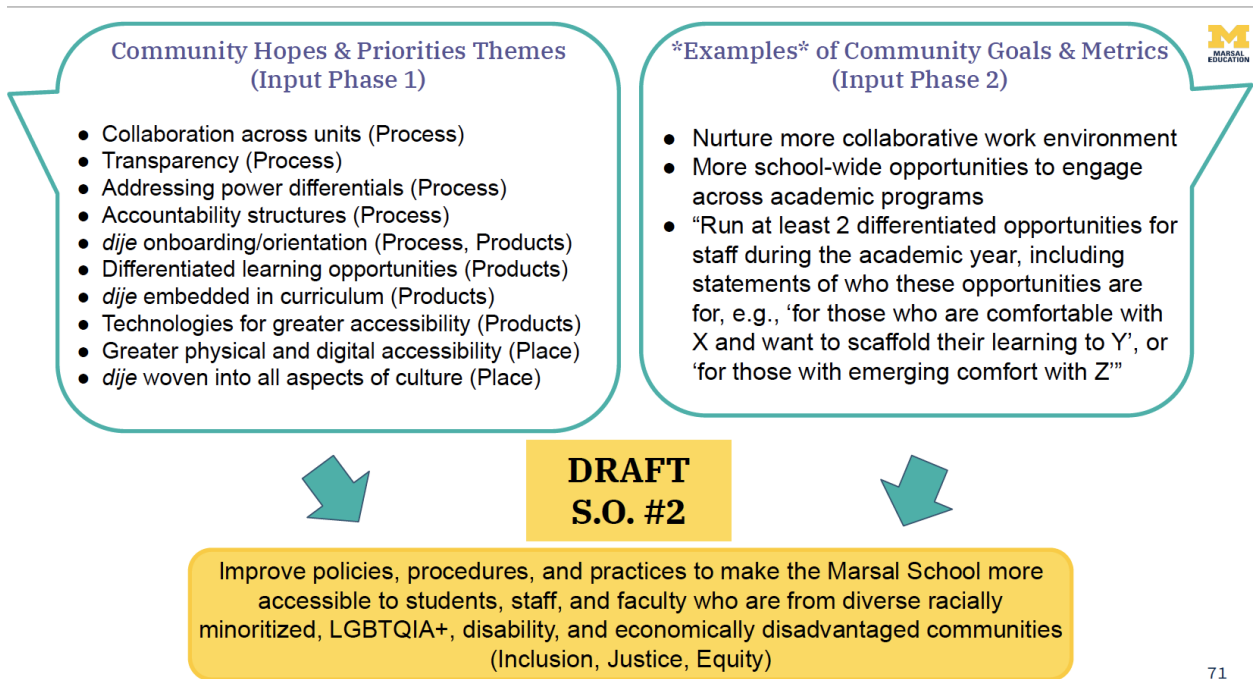 Community Hopes & Priorities Themes
(Input Phase 1)
● Collaboration across units (Process)
● Transparency (Process)
● Addressing power differentials (Process)
● Accountability structures (Process)
● dije onboarding/orientation (Process, Products)
● Differentiated learning opportunities (Products)
● dije embedded in curriculum (Products)
● Technologies for greater accessibility (Products)
● Greater physical and digital accessibility (Place)
● dije woven into all aspects of culture (Place)
*Examples* of Community Goals & Metrics
(Input Phase 2)
● Nurture more collaborative work environment
● More school-wide opportunities to engage
across academic programs
● “Run at least 2 differentiated opportunities for
staff during the academic year, including
statements of who these opportunities are
for, e.g., ‘for those who are comfortable with
X and want to scaffold their learning to Y’, or
‘for those with emerging comfort with Z’”
M
MARSAL
EDUCATION
DRAFT
S.O. #2
Improve policies, procedures, and practices to make the Marsal School more
accessible to students, staff, and faculty who are from diverse racially
minoritized, LGBTQIA+, disability, and economically disadvantaged communities
(Inclusion, Justice, Equity)
71